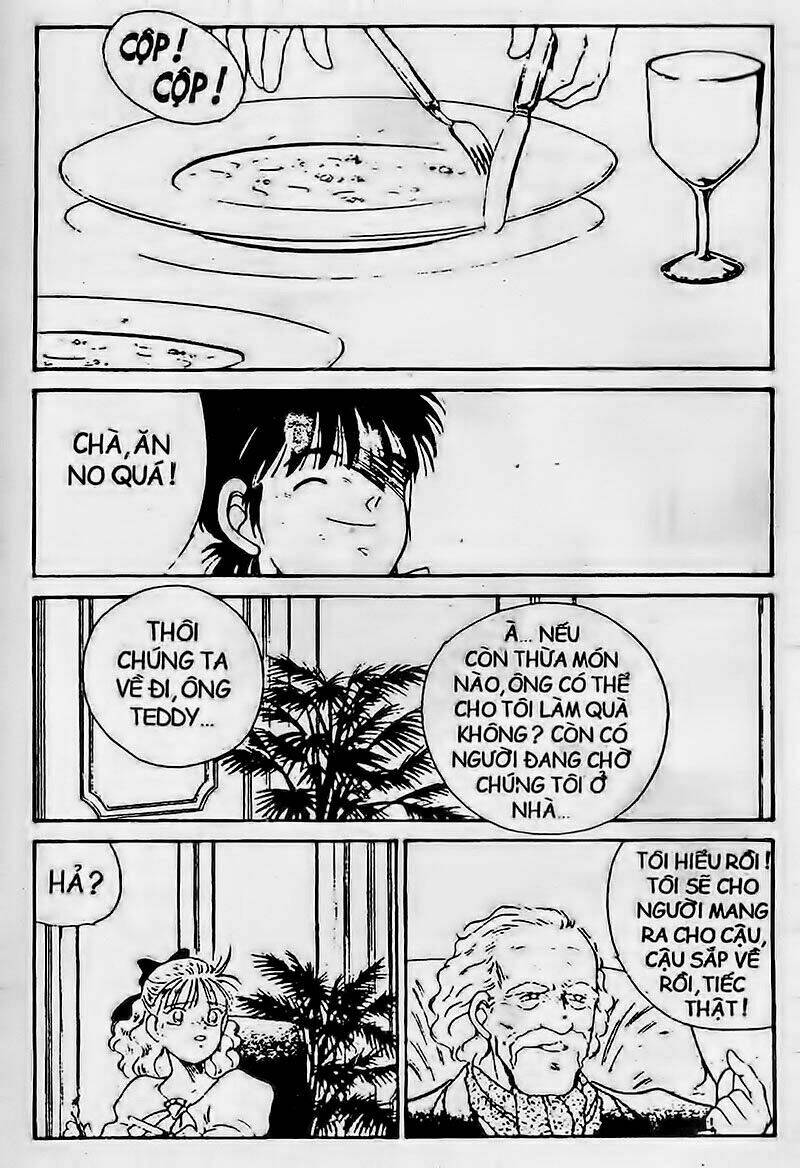 CỘP!
CỘP!
CHÀ, ĂN
NO QUÁ!
THÔI
CHÚNG TA
VỀ ĐI, ÔNG
TEDDY...
À... NẾU
CÒN THỪA MÓN
NÀO, ÔNG CÓ THỂ
CHO TÔI LÀM QUÀ
KHÔNG? CÒN CÓ
NGƯỜI ĐANG CHỜ
CHÚNG TÔI Ở
NHÀ...
HẢ?
TÔI HIỂU RỒI!
TÔI SẼ CHO
NGƯỜI MANG
RA CHO CẬU,
CẬU SẮP VỀ
RỒI, TIẾC
THẬT!